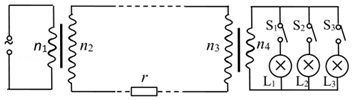 S₁ S₂ S₃
n₁ n₂ n₃ n₄
L₁ L₂ L₃
r